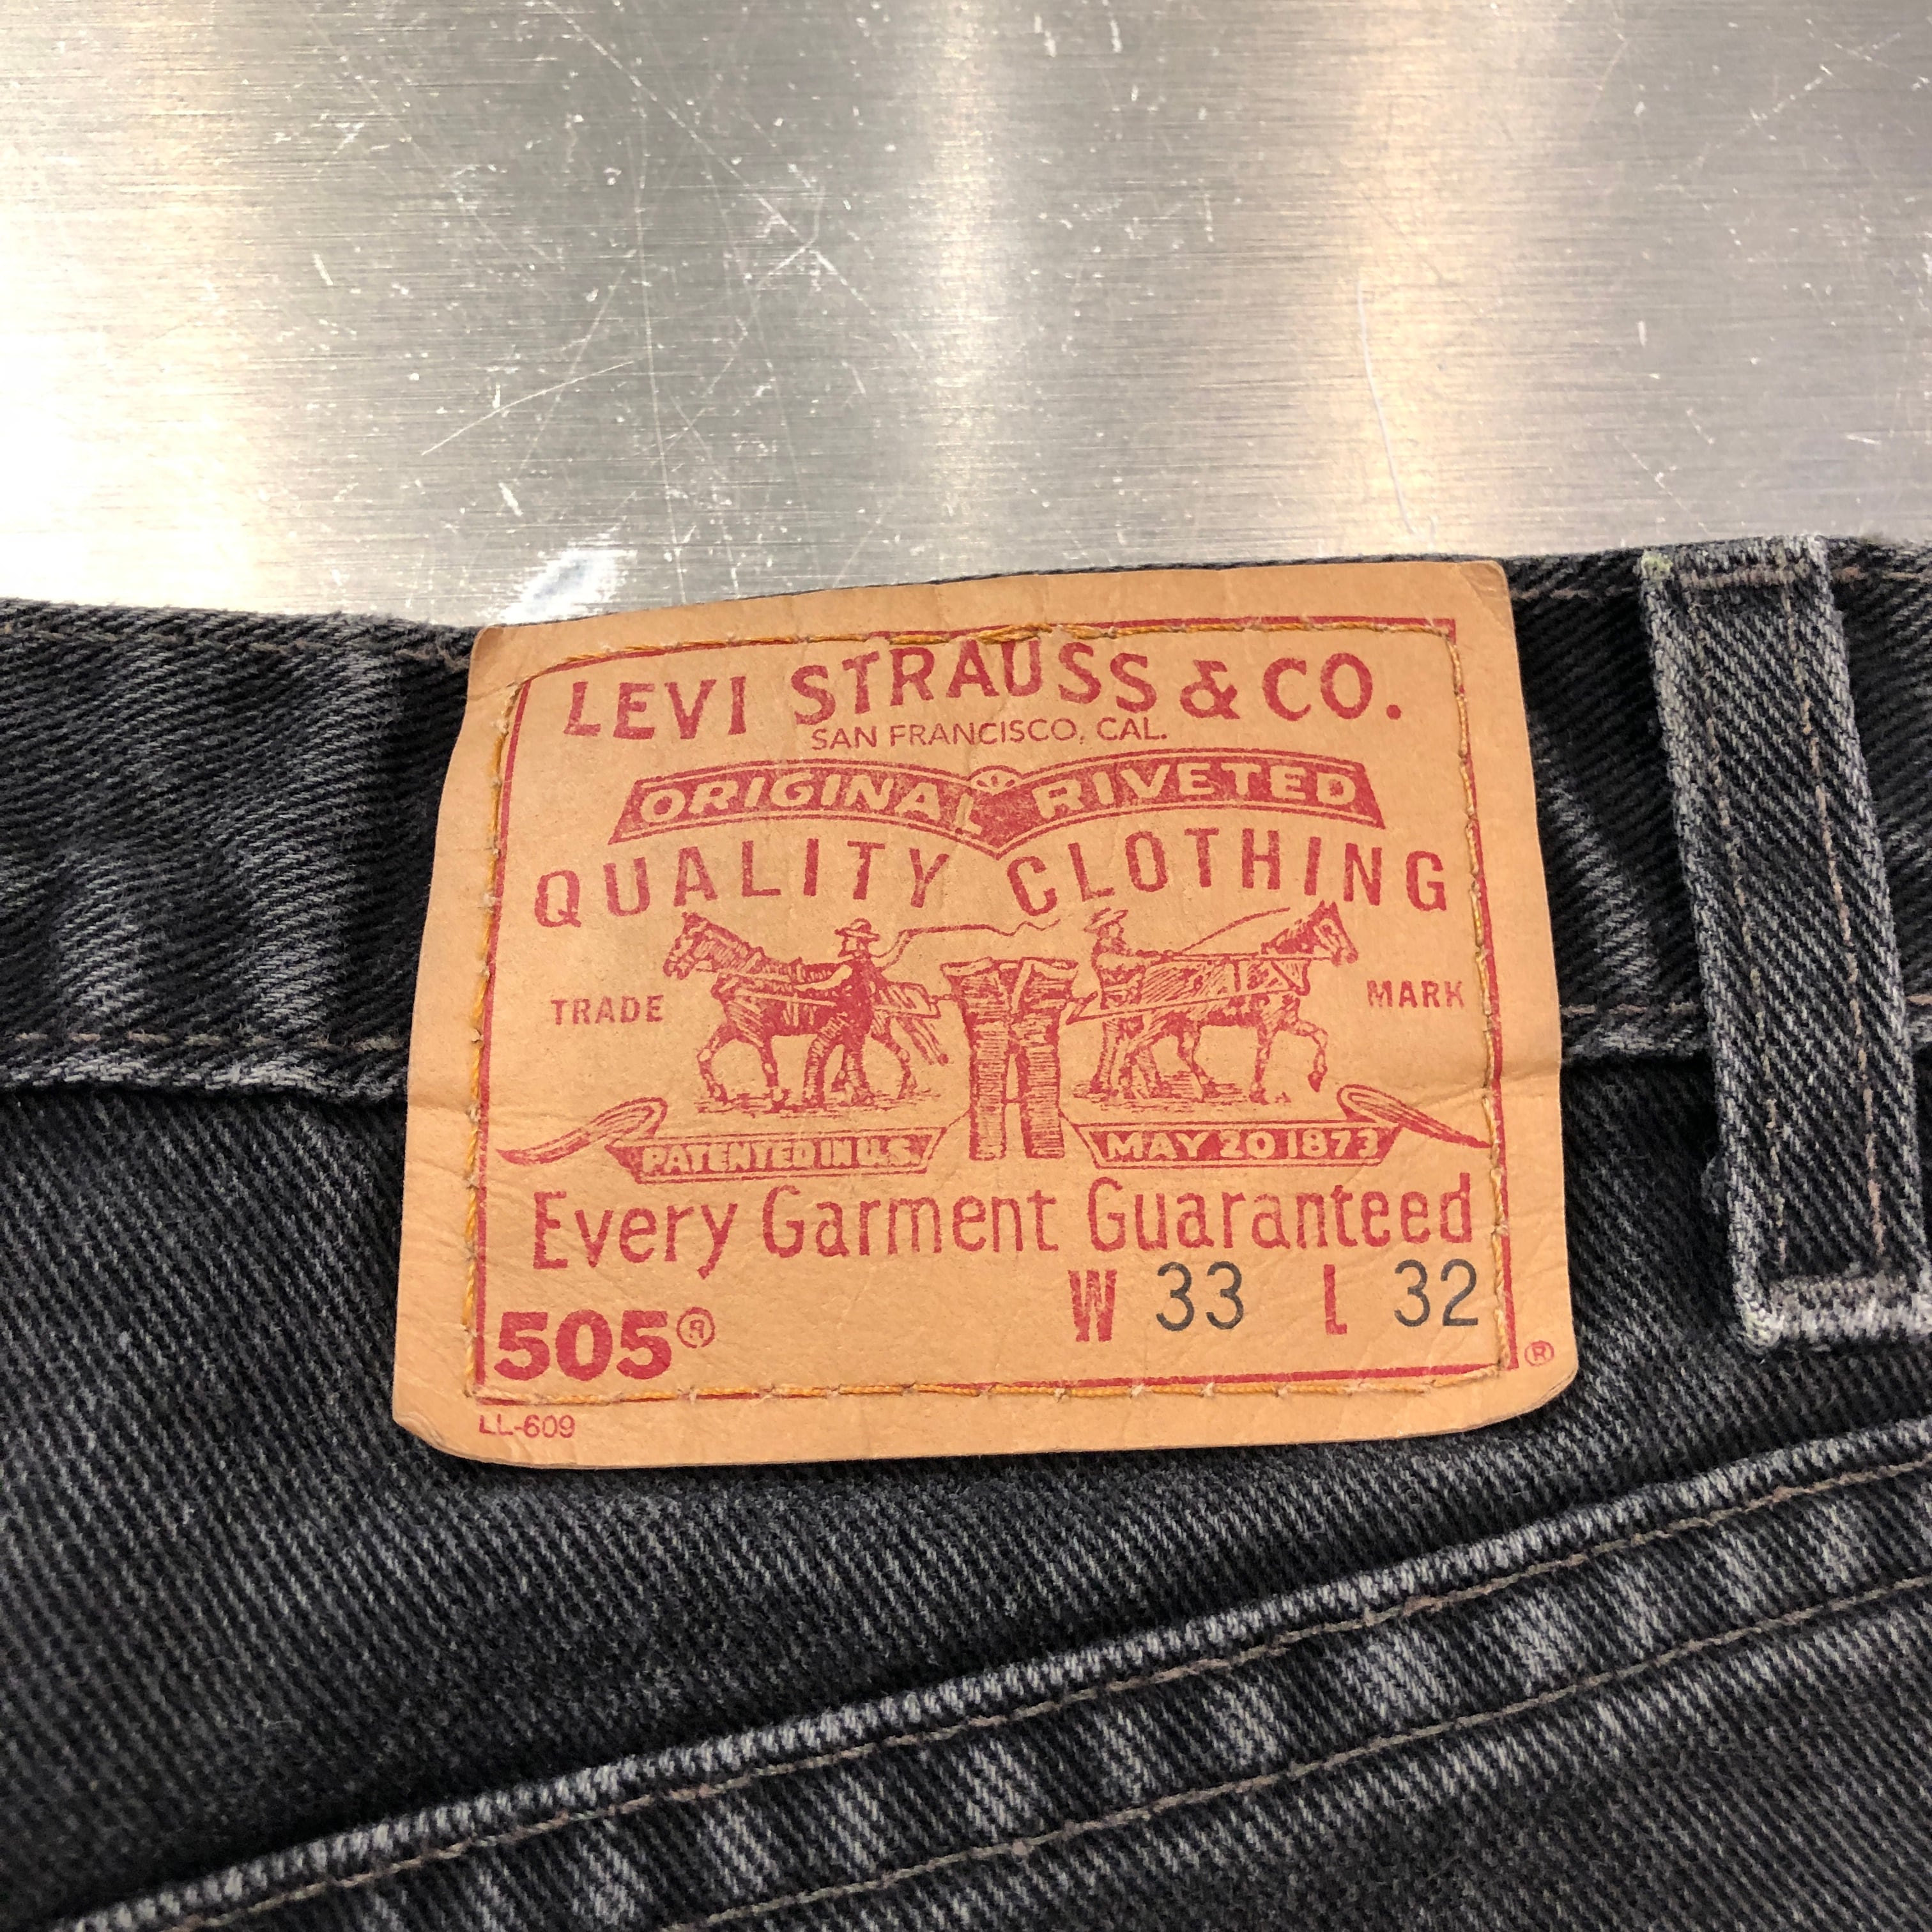 LEVI STRAUSS & CO.
SAN FRANCISCO, CAL.
ORIGINAL RIVETED
QUALITY CLOTHING
TRADE MARK
PATENTED IN U.S. MAY 20 1873
Every Garment Guaranteed
505® W 33 L 32
®
LL-609